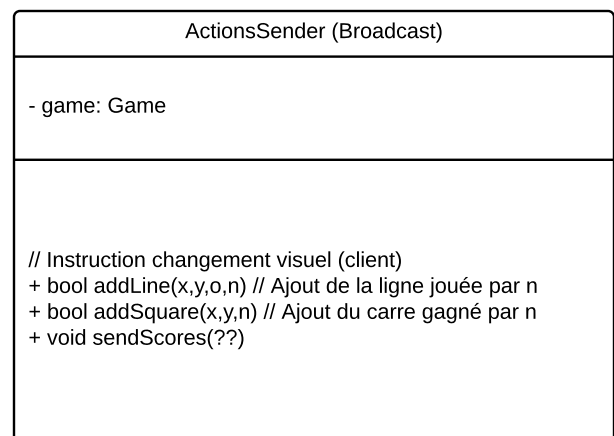 ActionsSender (Broadcast)
- game: Game
// Instruction changement visuel (client)
+ bool addLine(x,y,o,n) // Ajout de la ligne jouée par n
+ bool addSquare(x,y,n) // Ajout du carre gagné par n
+ void sendScores(??)